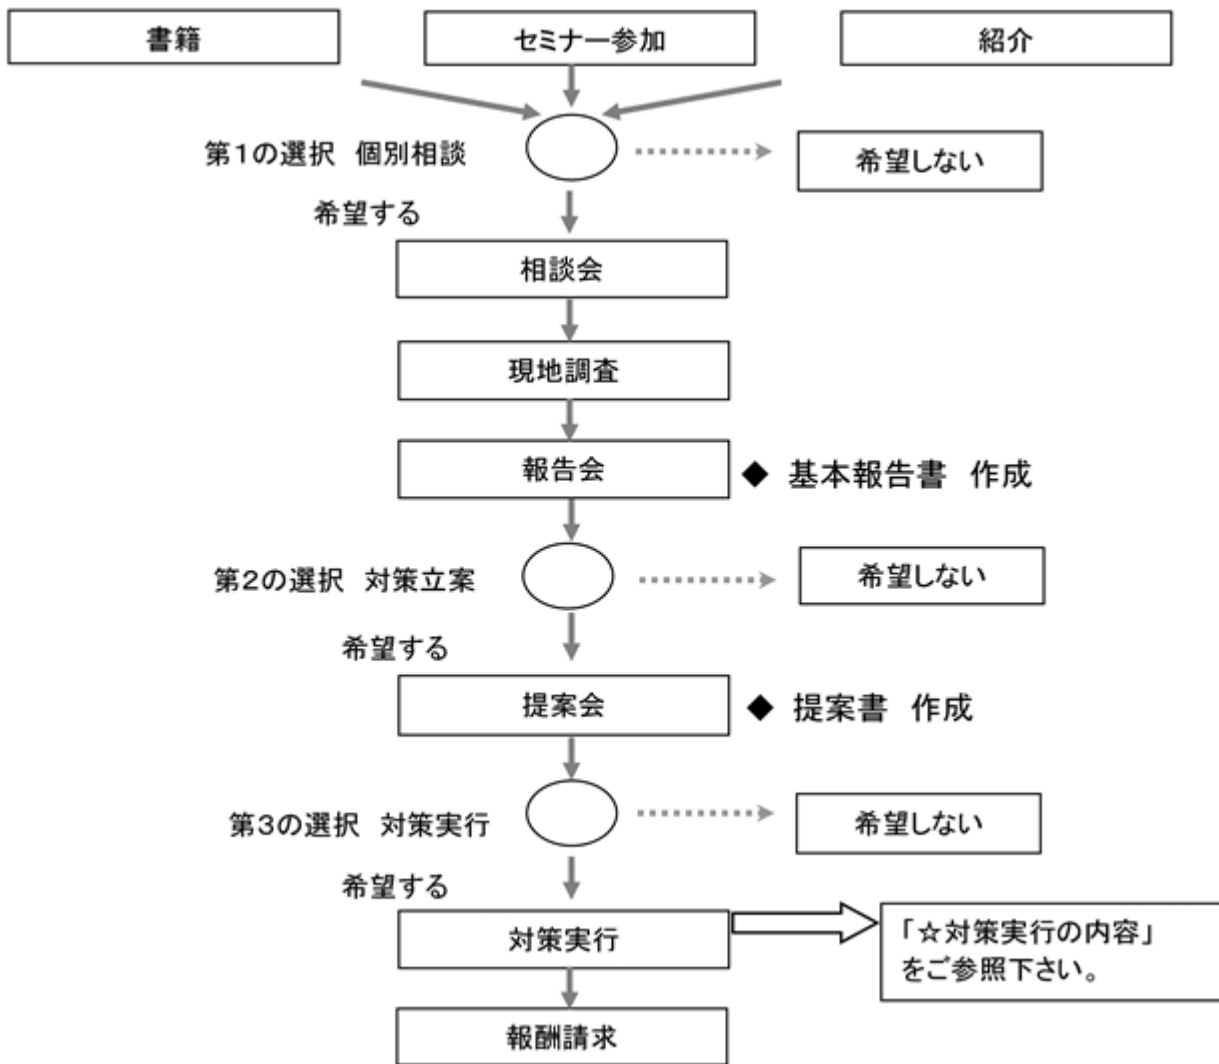 書籍
セミナー参加
紹介
第１の選択　個別相談
希望しない
希望する
相談会
現地調査
報告会
◆ 基本報告書　作成
第２の選択　対策立案
希望しない
希望する
提案会
◆ 提案書　作成
第３の選択　対策実行
希望しない
希望する
対策実行
「☆対策実行の内容」
をご参照下さい。
報酬請求